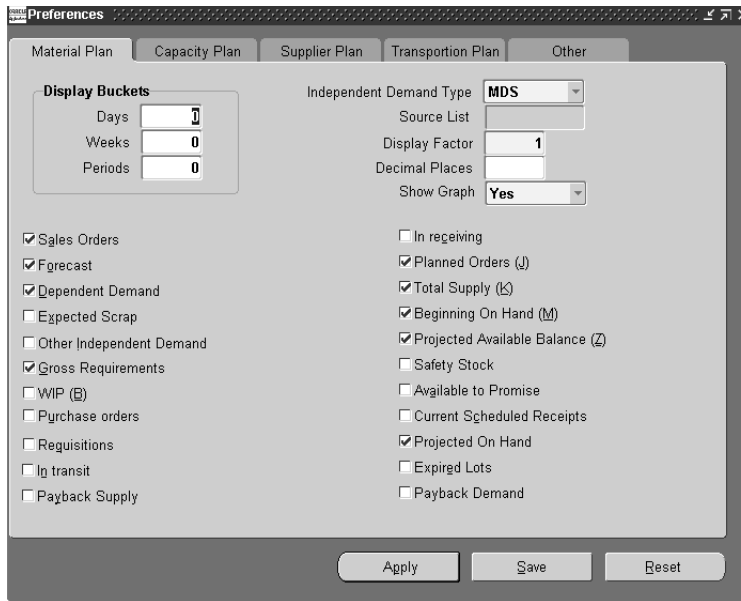 Preferences
Material Plan
Capacity Plan
Supplier Plan
Transportion Plan
Other
Display Buckets
Days 0
Weeks 0
Periods 0
Independent Demand Type MDS
Source List
Display Factor 1
Decimal Places
Show Graph Yes
Sales Orders
Forecast
Dependent Demand
Expected Scrap
Other Independent Demand
Gross Requirements
WIP (B)
Purchase orders
Requisitions
In transit
Payback Supply
In receiving
Planned Orders (J)
Total Supply (K)
Beginning On Hand (M)
Projected Available Balance (Z)
Safety Stock
Available to Promise
Current Scheduled Receipts
Projected On Hand
Expired Lots
Payback Demand
Apply
Save
Reset